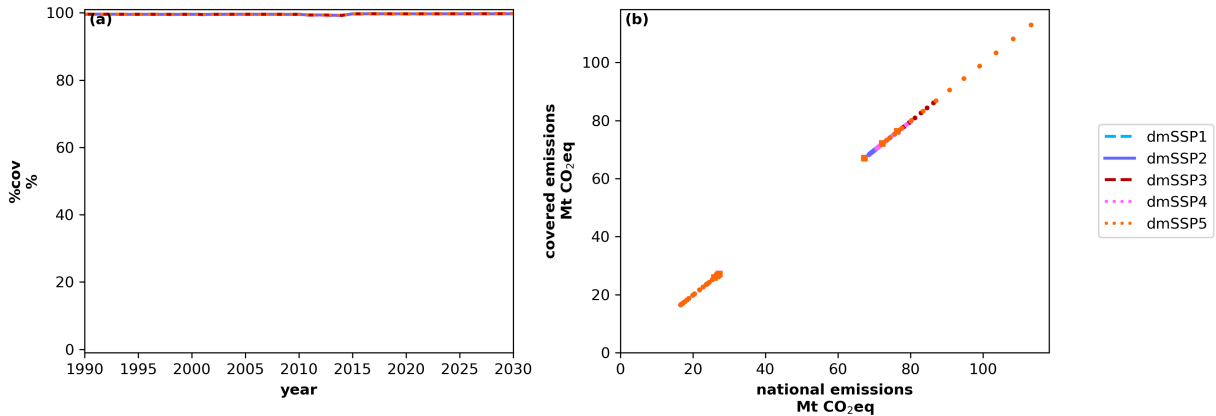 (a)
100
80
60
40
20
0
1990 1995 2000 2005 2010 2015 2020 2025 2030
%cov
%
year
(b)
100
80
60
40
20
0
0 20 40 60 80 100
covered emissions
Mt CO₂eq
national emissions
Mt CO₂eq
dmSSP1
dmSSP2
dmSSP3
dmSSP4
dmSSP5